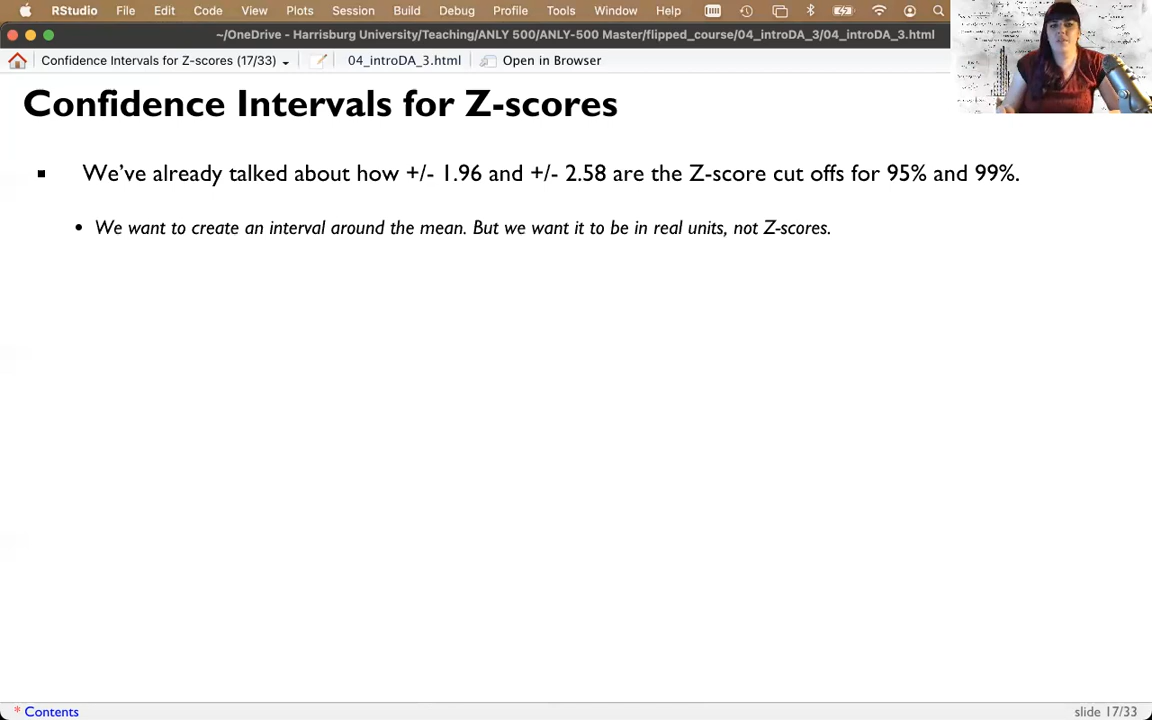 RStudio File Edit Code View Plots Session Build Debug Profile Tools Window Help
~/OneDrive - Harrisburg University/Teaching/ANLY 500/ANLY-500 Master/flipped_course/04_introDA_3/04_introDA_3.html
Confidence Intervals for Z-scores (17/33) 04_introDA_3.html Open in Browser
Confidence Intervals for Z-scores
We’ve already talked about how +/- 1.96 and +/- 2.58 are the Z-score cut offs for 95% and 99%.
We want to create an interval around the mean. But we want it to be in real units, not Z-scores.
* Contents slide 17/33